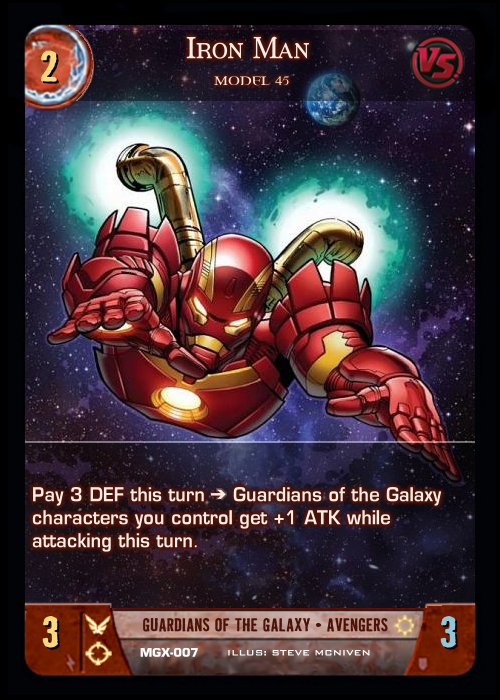 2
IRON MAN
MODEL 45
VS
Pay 3 DEF this turn ➔ Guardians of the Galaxy
characters you control get +1 ATK while
attacking this turn.
3
GUARDIANS OF THE GALAXY • AVENGERS
3
MGX-007
ILLUS: STEVE MCNIVEN